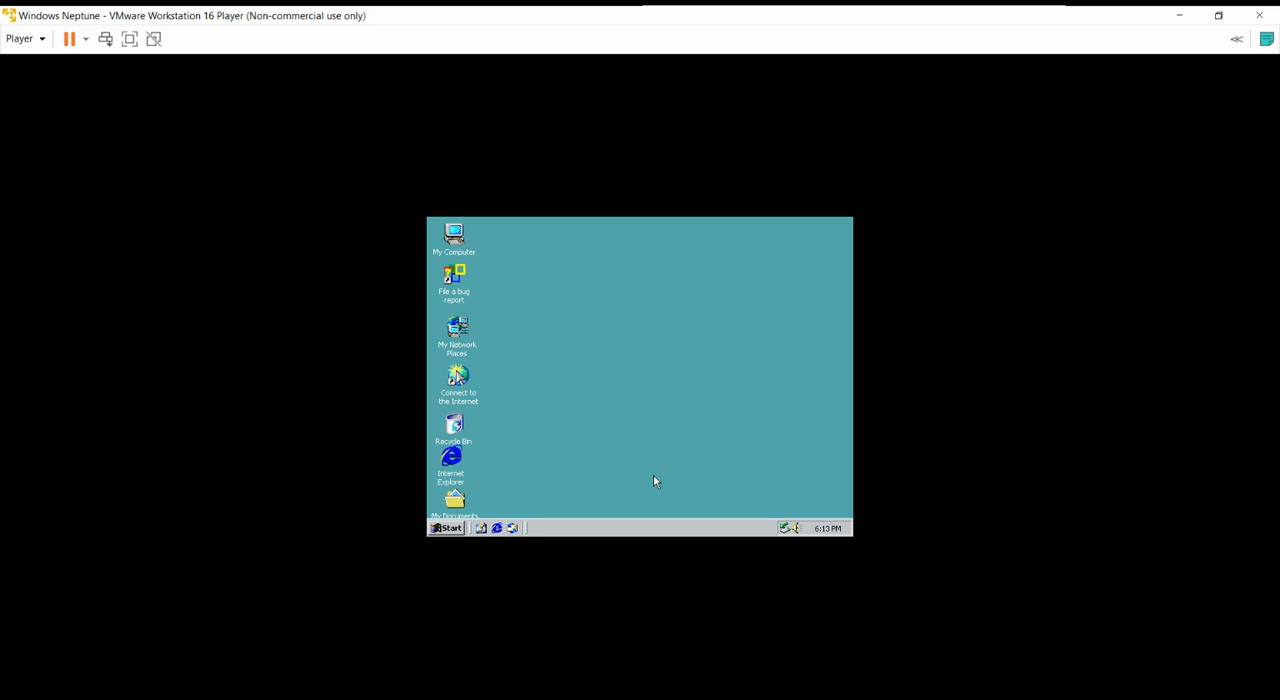 Windows Neptune - VMware Workstation 16 Player (Non-commercial use only)
Player
My Computer
File a bug
report
My Network
Places
Connect to
the Internet
Recycle Bin
Internet
Explorer
My Documents
Start
6:13 PM